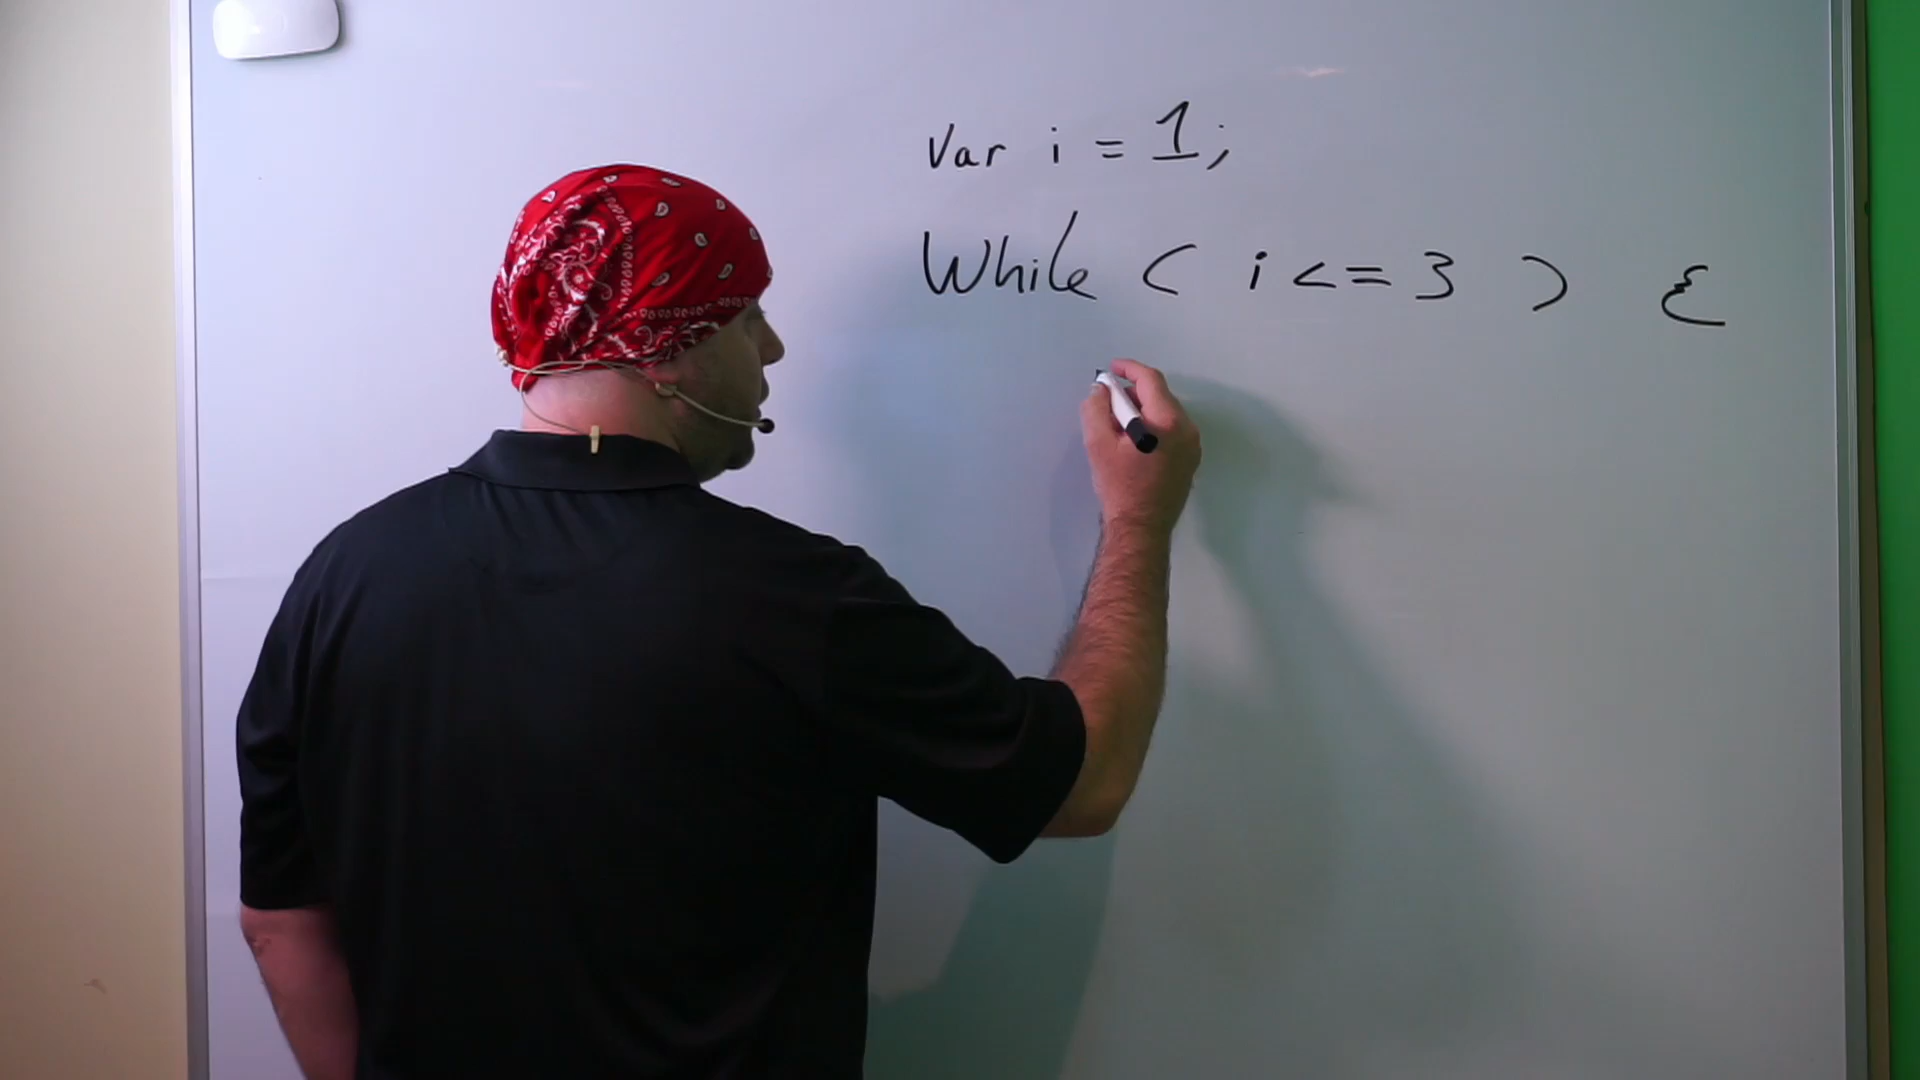 Var i = 1;
While ( i <= 3 ) {